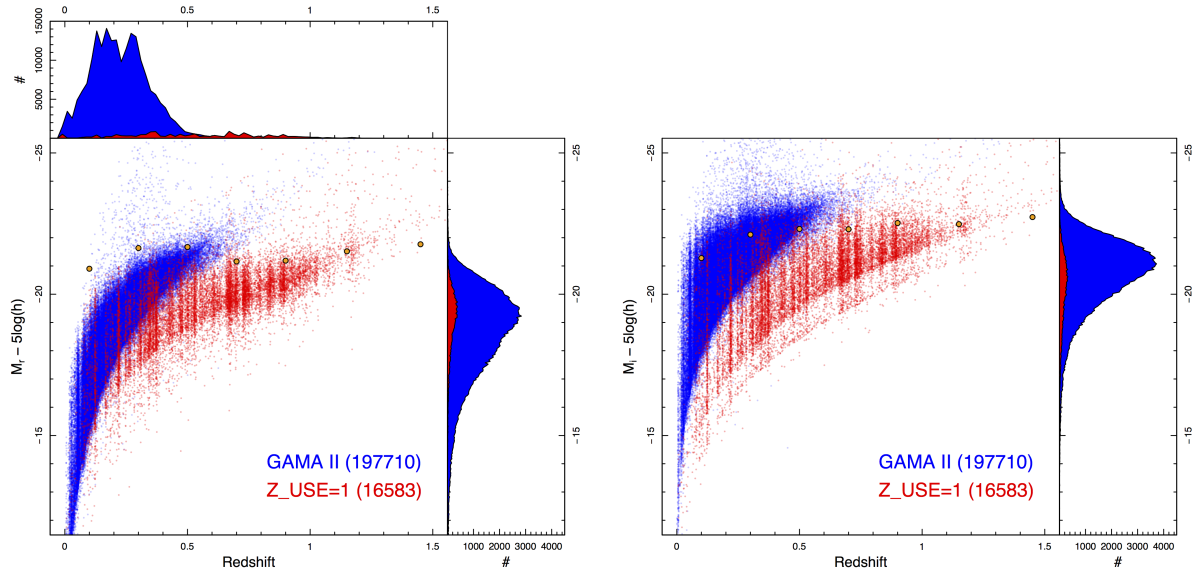 0 0.5 1 1.5
5000 10000 15000
#
−25 −20 −15
M_r − 5log(h)
GAMA II (197710)
Z_USE=1 (16583)
−25 −20 −15
0 0.5 1 1.5
Redshift
1000 2000 3000 4000
#
−25 −20 −15
M_i − 5log(h)
GAMA II (197710)
Z_USE=1 (16583)
−25 −20 −15
0 0.5 1 1.5
Redshift
1000 2000 3000 4000
#